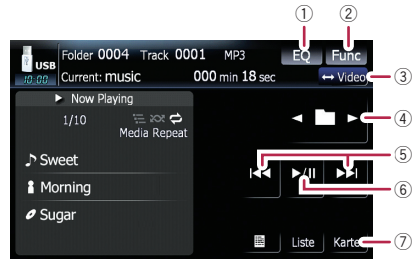 ① ②
USB Folder 0004 Track 0001 MP3 EQ Func
10:00 Current: music 000 min 18 sec ↔ Video ③
▶ Now Playing
1/10
Media Repeat
◄ ► ④
Sweet
⑤
Morning
▶/II
⑥
Sugar
Liste Karte ⑦